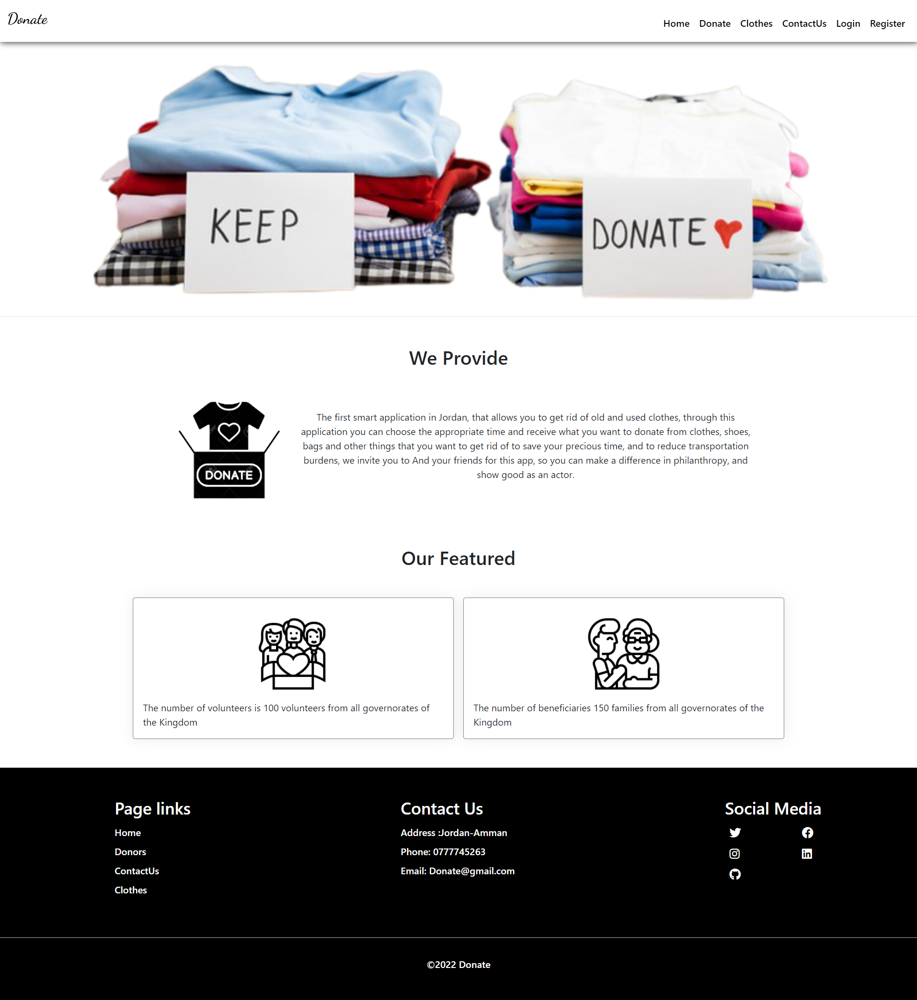 Donate
Home Donate Clothes ContactUs Login Register
KEEP
DONATE
We Provide
DONATE
The first smart application in Jordan, that allows you to get rid of old and used clothes, through this
application you can choose the appropriate time and receive what you want to donate from clothes, shoes,
bags and other things that you want to get rid of to save your precious time, and to reduce transportation
burdens, we invite you to And your friends for this app, so you can make a difference in philanthropy, and
show good as an actor.
Our Featured
The number of volunteers is 100 volunteers from all governorates of
the Kingdom
The number of beneficiaries 150 families from all governorates of the
Kingdom
Page links
Home
Donors
ContactUs
Clothes
Contact Us
Address :Jordan-Amman
Phone: 0777745263
Email: Donate@gmail.com
Social Media
©2022 Donate